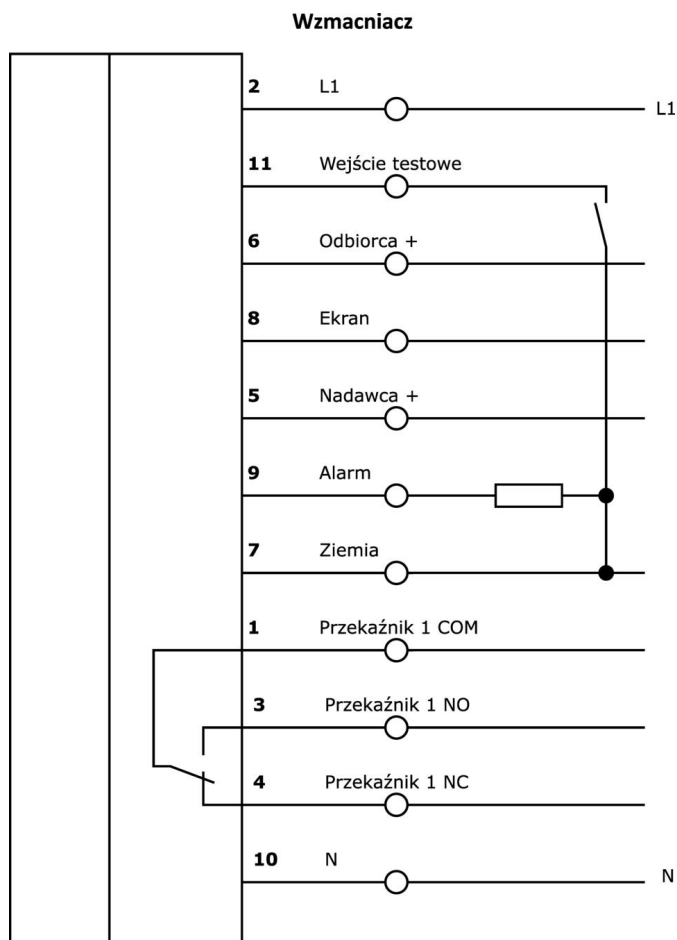 Wzmacniacz
2 L1
L1
11 Wejście testowe
6 Odbiorca +
8 Ekran
5 Nadawca +
9 Alarm
7 Ziemia
1 Przekaźnik 1 COM
3 Przekaźnik 1 NO
4 Przekaźnik 1 NC
10 N
N